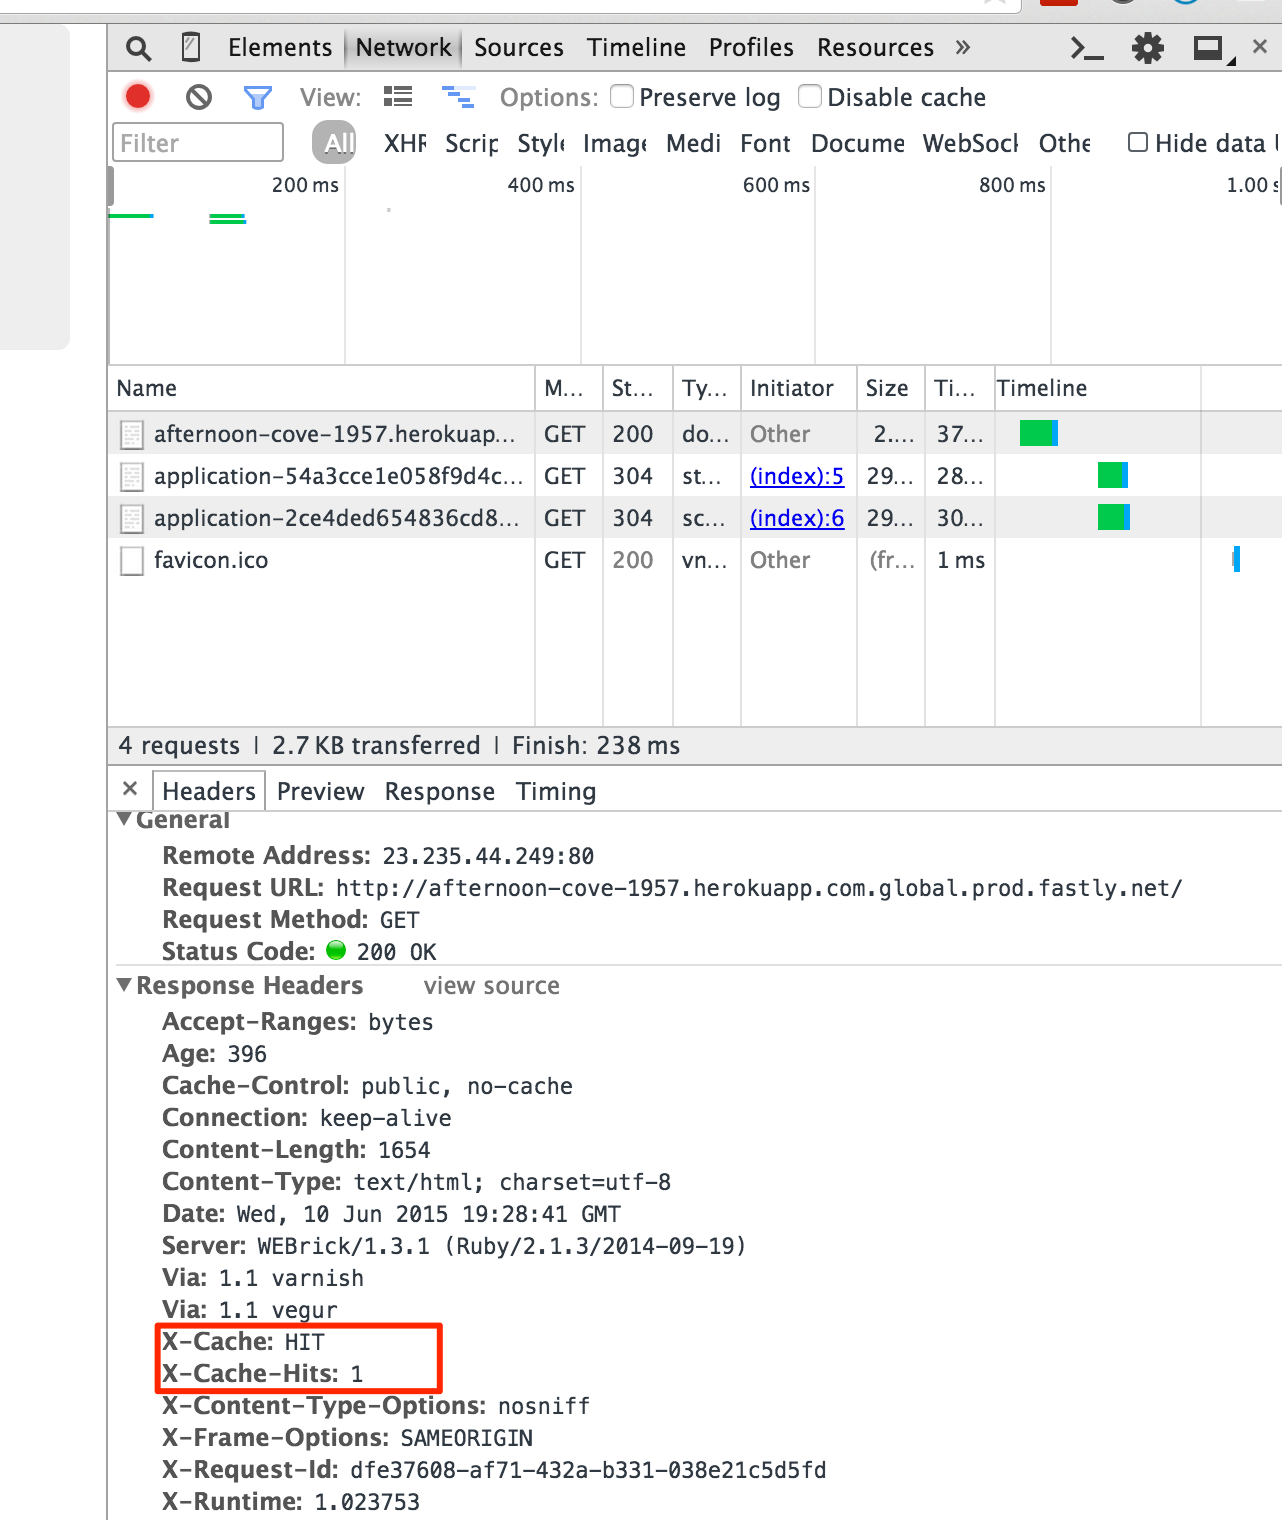 Elements Network Sources Timeline Profiles Resources »
View: Options: Preserve log Disable cache
Filter All XHR Scrip Style Image Medi Font Docume WebSock Othe Hide data
200 ms 400 ms 600 ms 800 ms 1.00 s
Name M... St... Ty... Initiator Size Ti... Timeline
afternoon-cove-1957.herokuap... GET 200 do... Other 2.... 37...
application-54a3cce1e058f9d4c... GET 304 st... (index):5 29... 28...
application-2ce4ded654836cd8... GET 304 sc... (index):6 29... 30...
favicon.ico GET 200 vn... Other (fr... 1 ms
4 requests | 2.7 KB transferred | Finish: 238 ms
× Headers Preview Response Timing
General
Remote Address: 23.235.44.249:80
Request URL: http://afternoon-cove-1957.herokuapp.com.global.prod.fastly.net/
Request Method: GET
Status Code: 200 OK
Response Headers view source
Accept-Ranges: bytes
Age: 396
Cache-Control: public, no-cache
Connection: keep-alive
Content-Length: 1654
Content-Type: text/html; charset=utf-8
Date: Wed, 10 Jun 2015 19:28:41 GMT
Server: WEBrick/1.3.1 (Ruby/2.1.3/2014-09-19)
Via: 1.1 varnish
Via: 1.1 vegur
X-Cache: HIT
X-Cache-Hits: 1
X-Content-Type-Options: nosniff
X-Frame-Options: SAMEORIGIN
X-Request-Id: dfe37608-af71-432a-b331-038e21c5d5fd
X-Runtime: 1.023753